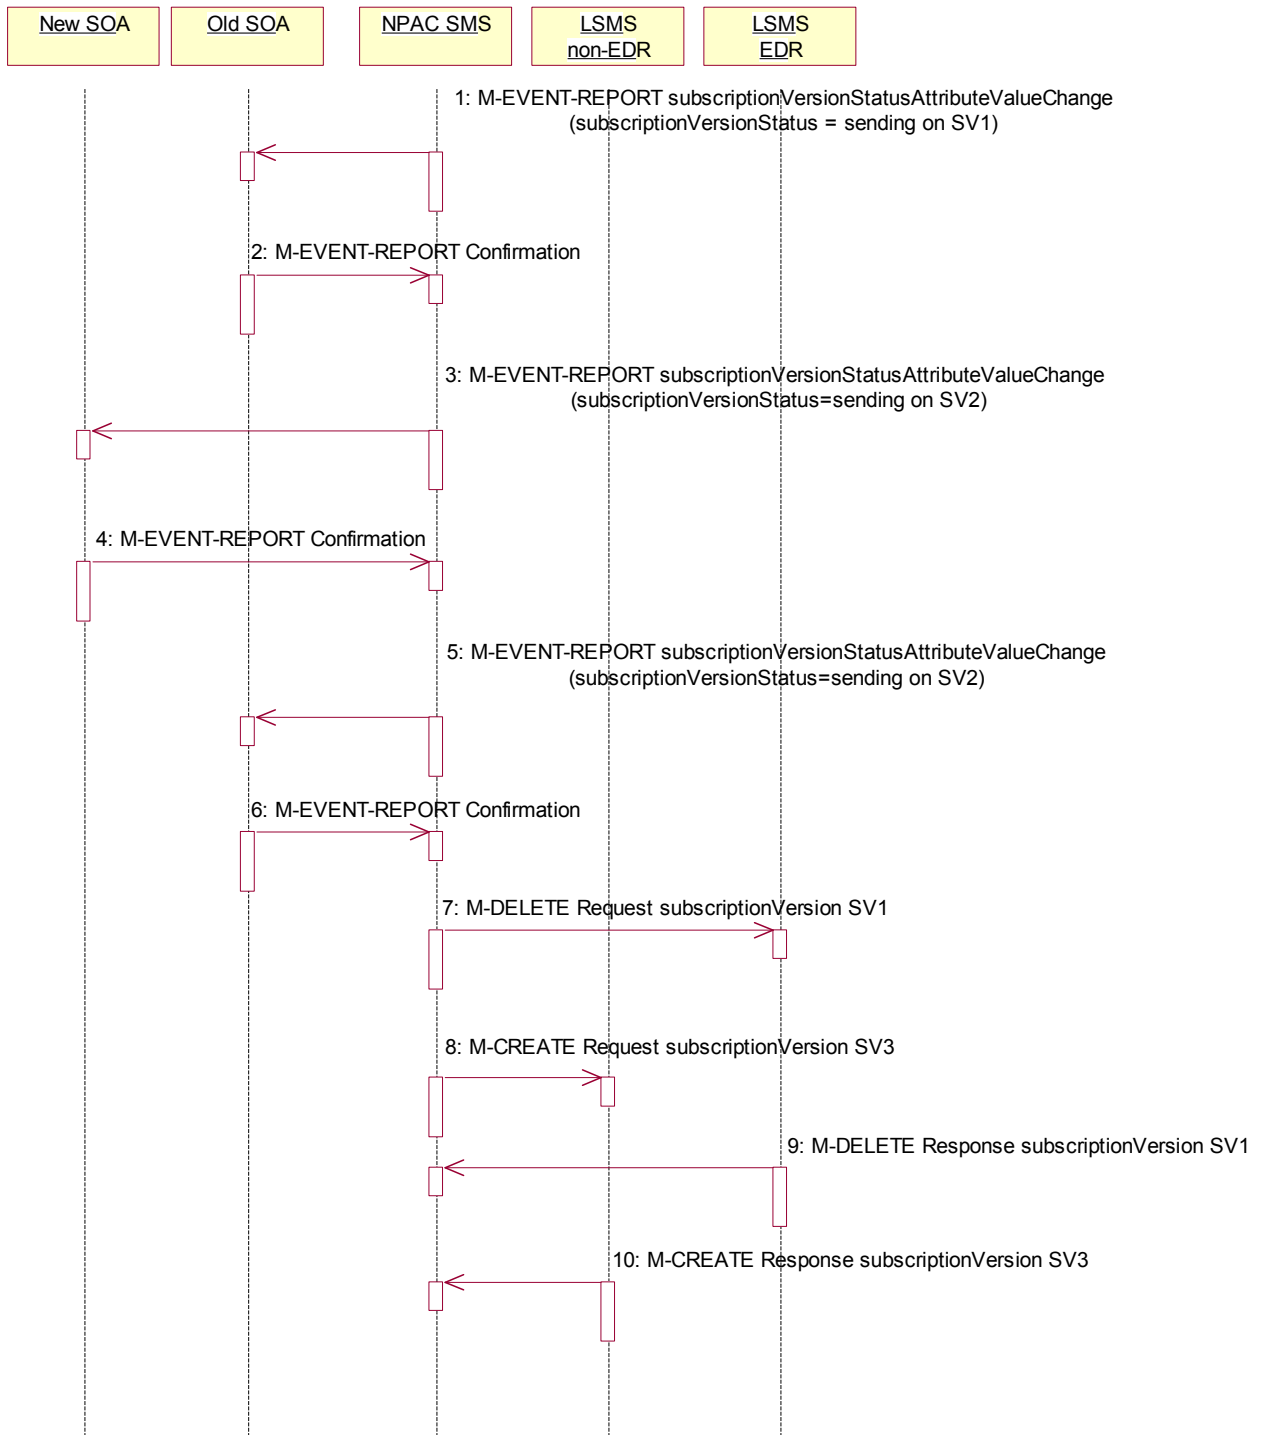 New SOA
Old SOA
NPAC SMS
LSMS
non-EDR
LSMS
EDR
1: M-EVENT-REPORT subscriptionVersionStatusAttributeValueChange
(subscriptionVersionStatus = sending on SV1)
2: M-EVENT-REPORT Confirmation
3: M-EVENT-REPORT subscriptionVersionStatusAttributeValueChange
(subscriptionVersionStatus=sending on SV2)
4: M-EVENT-REPORT Confirmation
5: M-EVENT-REPORT subscriptionVersionStatusAttributeValueChange
(subscriptionVersionStatus=sending on SV2)
6: M-EVENT-REPORT Confirmation
7: M-DELETE Request subscriptionVersion SV1
8: M-CREATE Request subscriptionVersion SV3
9: M-DELETE Response subscriptionVersion SV1
10: M-CREATE Response subscriptionVersion SV3